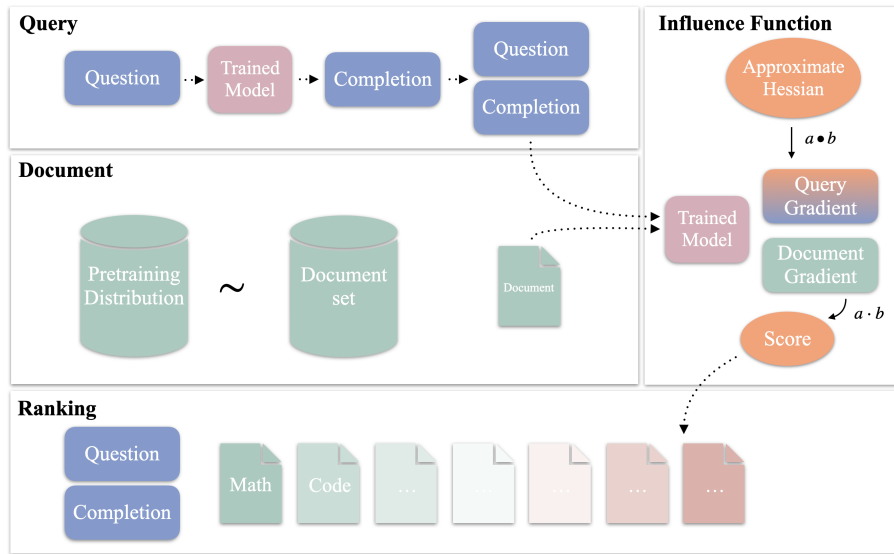 Query
Question
Trained
Model
Completion
Question
Completion
Influence Function
Approximate
Hessian
a • b
Trained
Model
Query
Gradient
Document
Gradient
a · b
Score
Document
Pretraining
Distribution
~
Document
set
Document
Ranking
Question
Completion
Math
Code
...
...
...
...
...